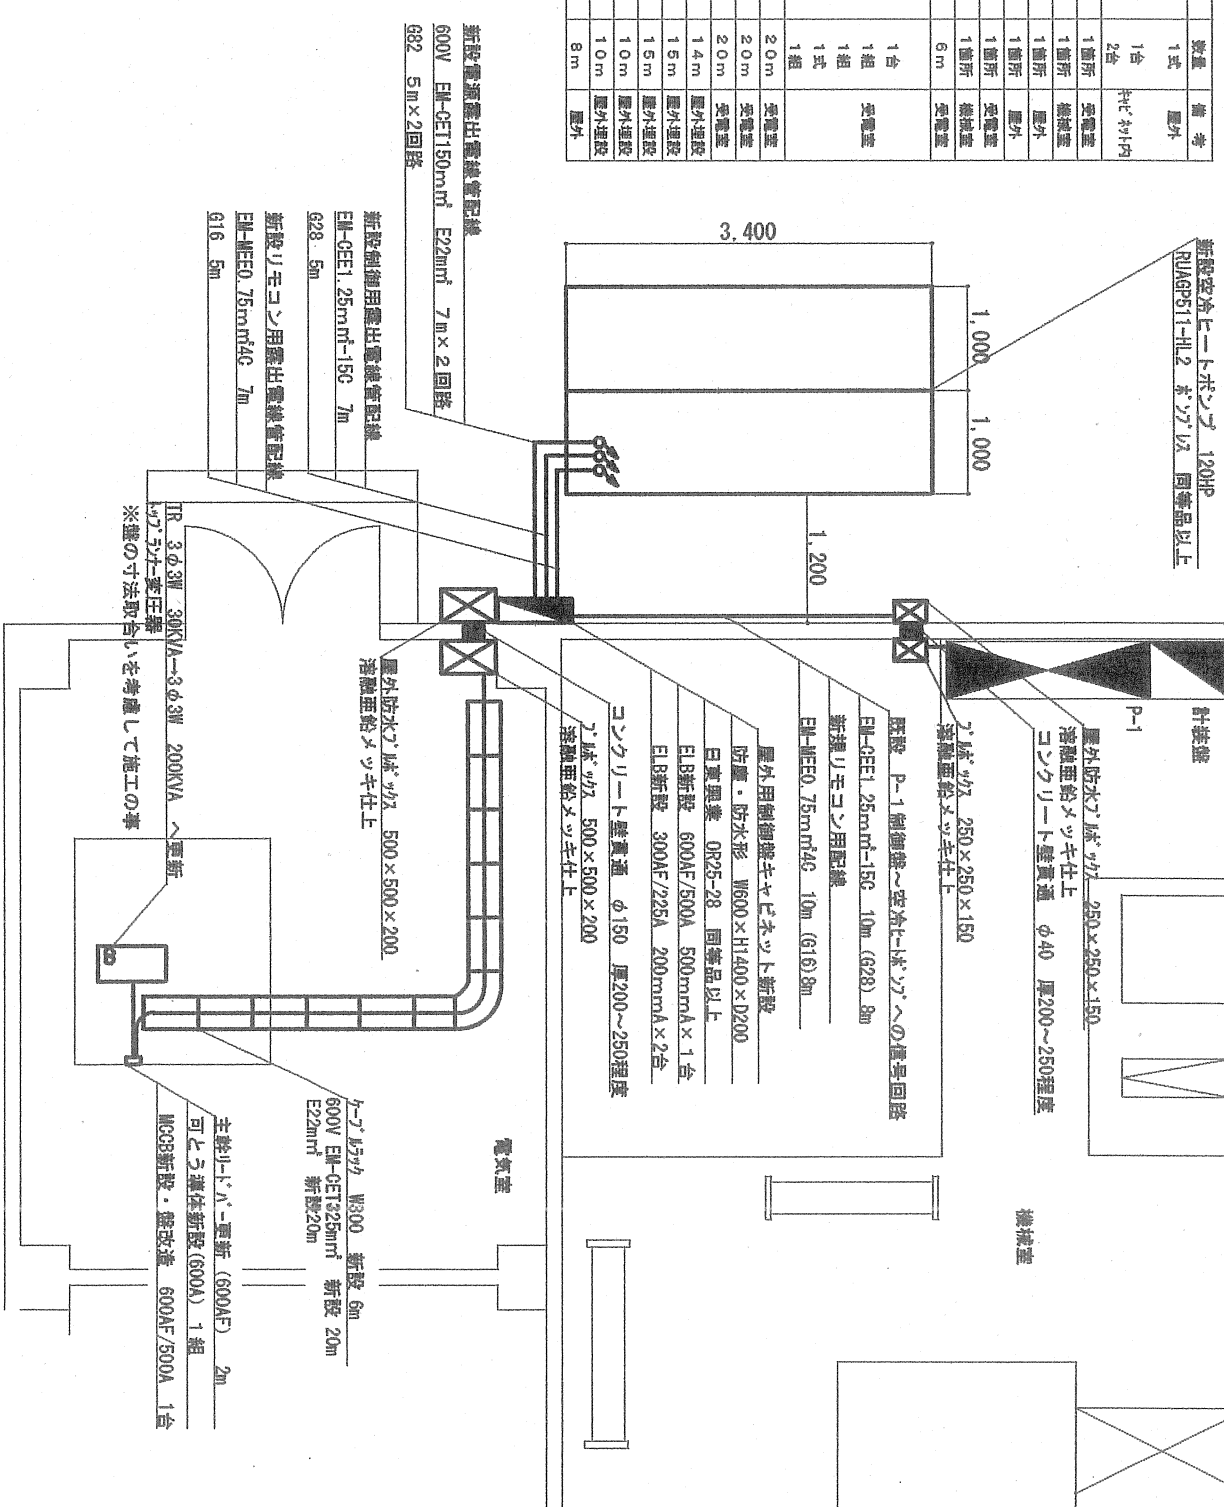 数量 備考
1式 屋外
1台
2台 ｷｬﾋﾞﾈｯﾄ内
1箇所 受電室
1箇所 機械室
1箇所 屋外
1箇所 屋外
1箇所 受電室
1箇所 機械室
6m 受電室
1台
1組 受電室
1組
1式
1組
20m 受電室
20m 受電室
20m 受電室
14m 屋外埋設
15m 屋外埋設
15m 屋外埋設
10m 屋外埋設
10m 屋外埋設
8m 屋外
新設空冷ヒートポンプ 120HP
RUAGP511-HL2 ポンプレス 同等品以上
3,400
1,000
1,000
1,200
新設電源露出電線管配線
600V EM-CET150mm² E22mm² 7m×2回路
G82 5m×2回路
新設制御用露出電線管配線
EM-CEE1.25mm²-15C 7m
G28 5m
新設リモコン用露出電線管配線
EM-MEE0.75mm²4C 7m
G16 5m
計装盤
P-1
屋外防水ﾌﾟﾙﾎﾞｯｸｽ 250×250×150
溶融亜鉛メッキ仕上
コンクリート壁貫通 φ40 厚200～250程度
ﾌﾟﾙﾎﾞｯｸｽ 250×250×150
溶融亜鉛メッキ仕上
既設 P-1制御盤～空冷ﾋｰﾄﾎﾟﾝﾌﾟへの信号回路
EM-CEE1.25mm²-15C 10m (G28) 8m
新規リモコン用配線
EM-MEE0.75mm²4C 10m (G16)8m
屋外用制御盤キャビネット新設
防塵・防水形 W600×H1400×D200
日東興業 OR25-28 同等品以上
ELB新設 600AF/500A 500mmA×1台
ELB新設 300AF/225A 200mmA×2台
コンクリート壁貫通 φ150 厚200～250程度
ﾌﾟﾙﾎﾞｯｸｽ 500×500×200
溶融亜鉛メッキ仕上
屋外防水ﾌﾟﾙﾎﾞｯｸｽ 500×500×200
溶融亜鉛メッキ仕上
TR 3φ3W 30KVA→3φ3W 200KVA へ更新
ﾄｯﾌﾟﾗﾝﾅｰ変圧器
※盤の寸法取合いを考慮して施工の事
電気室
機械室
ｹｰﾌﾞﾙﾗｯｸ W300 新設 6m
600V EM-CET325mm² 新設 20m
E22mm² 新設20m
主幹ﾘｰﾄﾞﾊﾞｰ更新 (600AF) 2m
可とう導体新設(600A) 1組
MCCB新設・盤改造 600AF/500A 1台